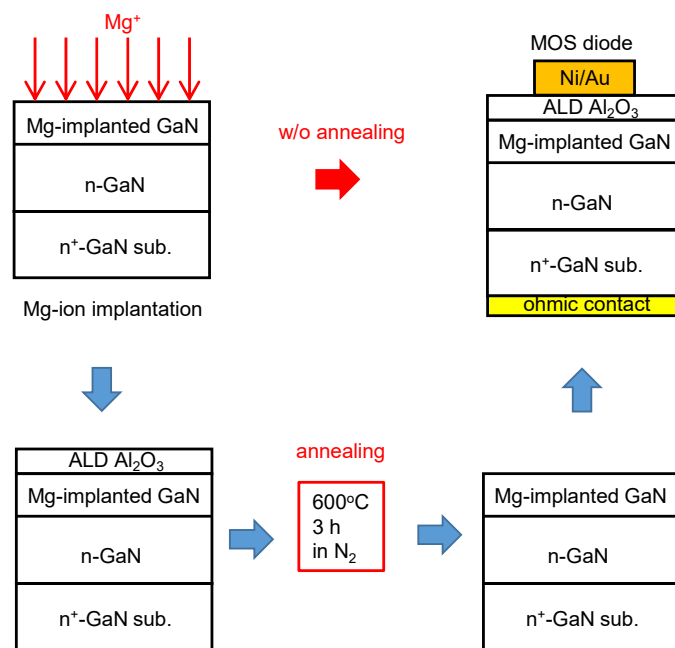 Mg⁺
Mg-implanted GaN
n-GaN
n⁺-GaN sub.
Mg-ion implantation
w/o annealing
MOS diode
Ni/Au
ALD Al₂O₃
Mg-implanted GaN
n-GaN
n⁺-GaN sub.
ohmic contact
ALD Al₂O₃
Mg-implanted GaN
n-GaN
n⁺-GaN sub.
annealing
600°C
3 h
in N₂
Mg-implanted GaN
n-GaN
n⁺-GaN sub.